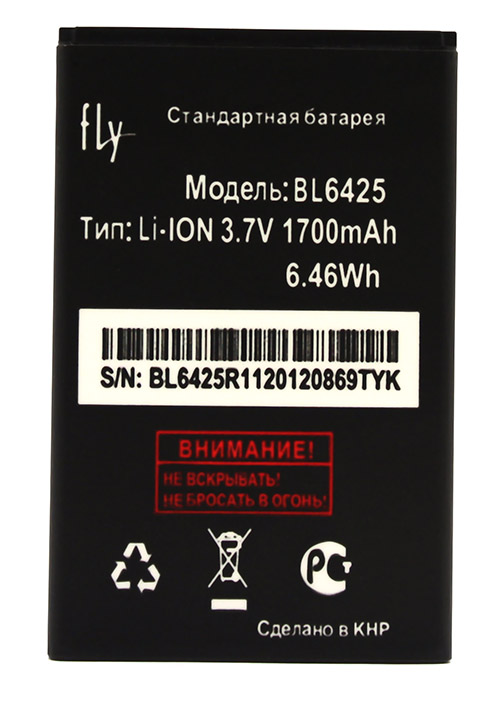 fly
Стандартная батарея
Модель: BL6425
Тип: Li-ION 3.7V 1700mAh
6.46Wh
S/N: BL6425R1120120869TYK
ВНИМАНИЕ!
НЕ ВСКРЫВАТЬ!
НЕ БРОСАТЬ В ОГОНЬ!
РС
Сделано в КНР